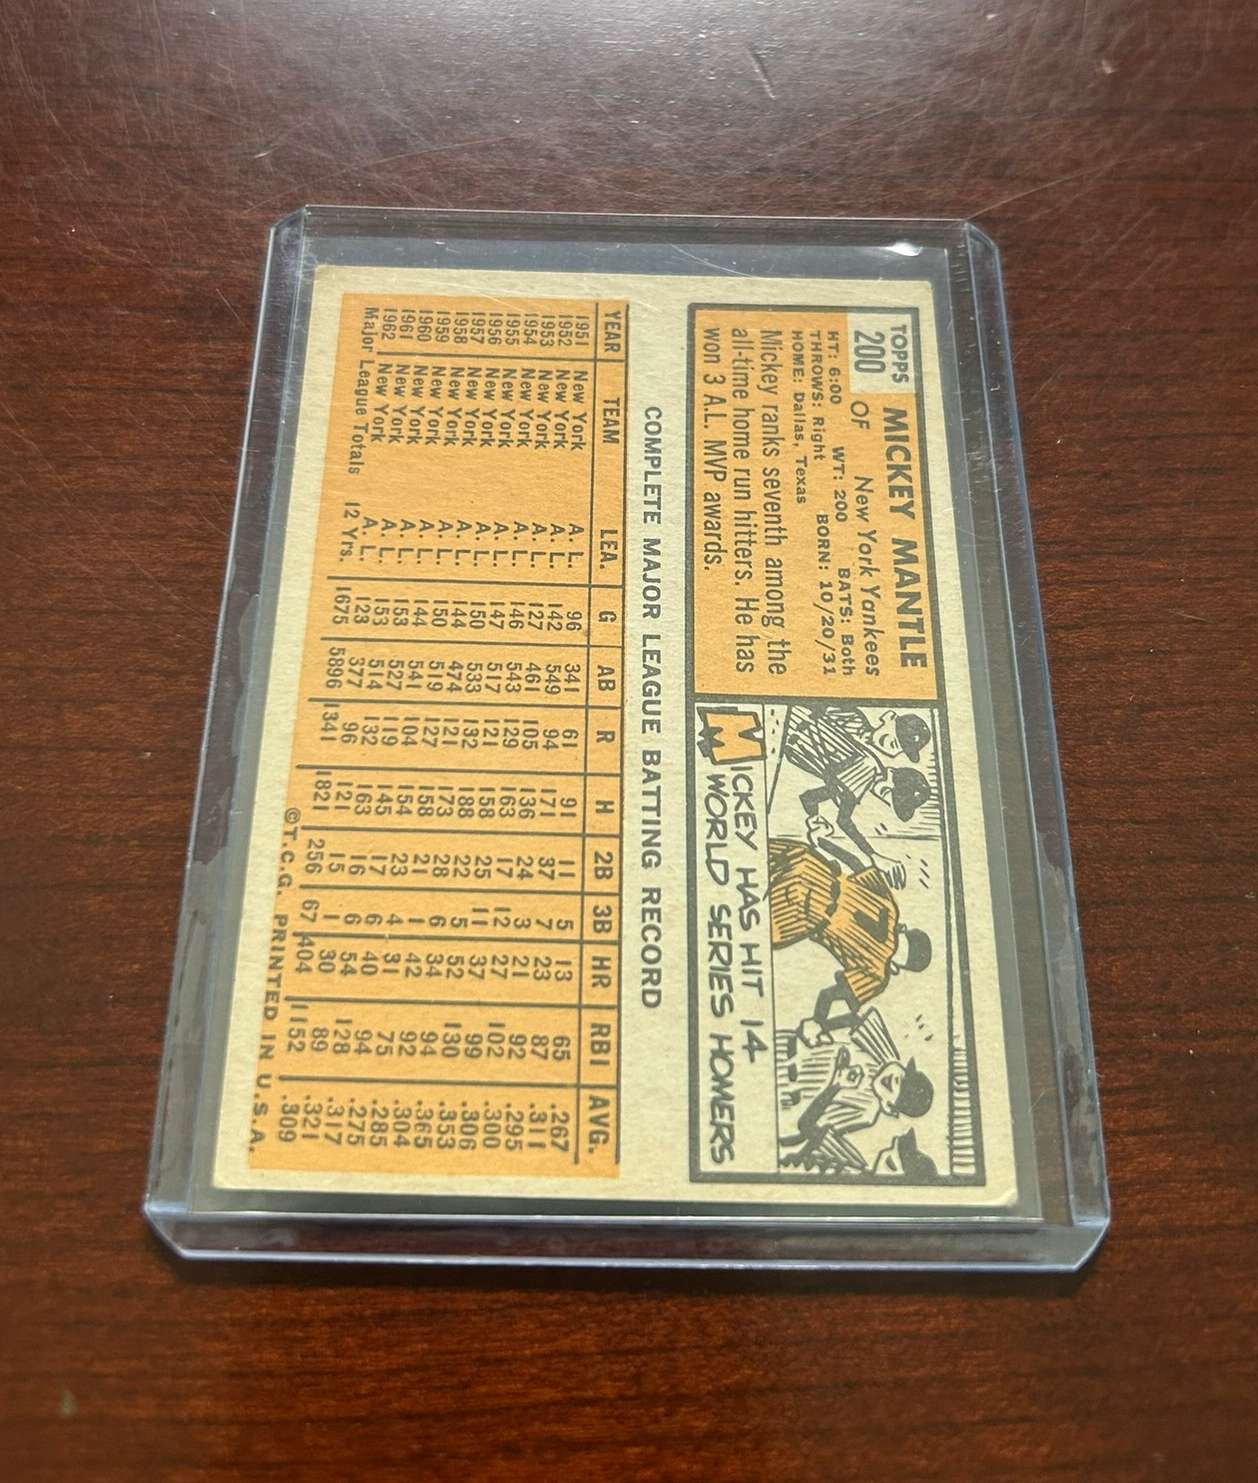 TOPPS
200
MICKEY MANTLE
OF New York Yankees
HT: 6:00 WT: 200 BATS: Both
THROWS: Right BORN: 10/20/31
HOME: Dallas, Texas
Mickey ranks seventh among the
all-time home run hitters. He has
won 3 A.L. MVP awards.
MICKEY HAS HIT 14
WORLD SERIES HOMERS
COMPLETE MAJOR LEAGUE BATTING RECORD
YEAR TEAM LEA. G AB R H 2B 3B HR RBI AVG.
1951 New York A. L. 96 341 61 91 11 5 13 65 .267
1952 New York A. L. 142 549 94 171 37 7 23 87 .311
1953 New York A. L. 127 461 105 136 24 3 21 92 .295
1954 New York A. L. 146 543 129 163 17 12 27 102 .300
1955 New York A. L. 147 517 121 158 25 11 37 99 .306
1956 New York A. L. 150 533 132 188 22 5 52 130 .353
1957 New York A. L. 144 474 121 173 28 6 34 94 .365
1958 New York A. L. 150 519 127 158 21 1 42 97 .304
1959 New York A. L. 144 541 104 154 23 4 31 75 .285
1960 New York A. L. 153 527 119 145 17 6 40 94 .275
1961 New York A. L. 153 514 132 163 16 6 54 128 .317
1962 New York A. L. 123 377 96 121 15 1 30 89 .321
Major League Totals 12 Yrs. 1675 5896 1341 1821 256 67 404 1152 .309
©T.C.G. PRINTED IN U.S.A.